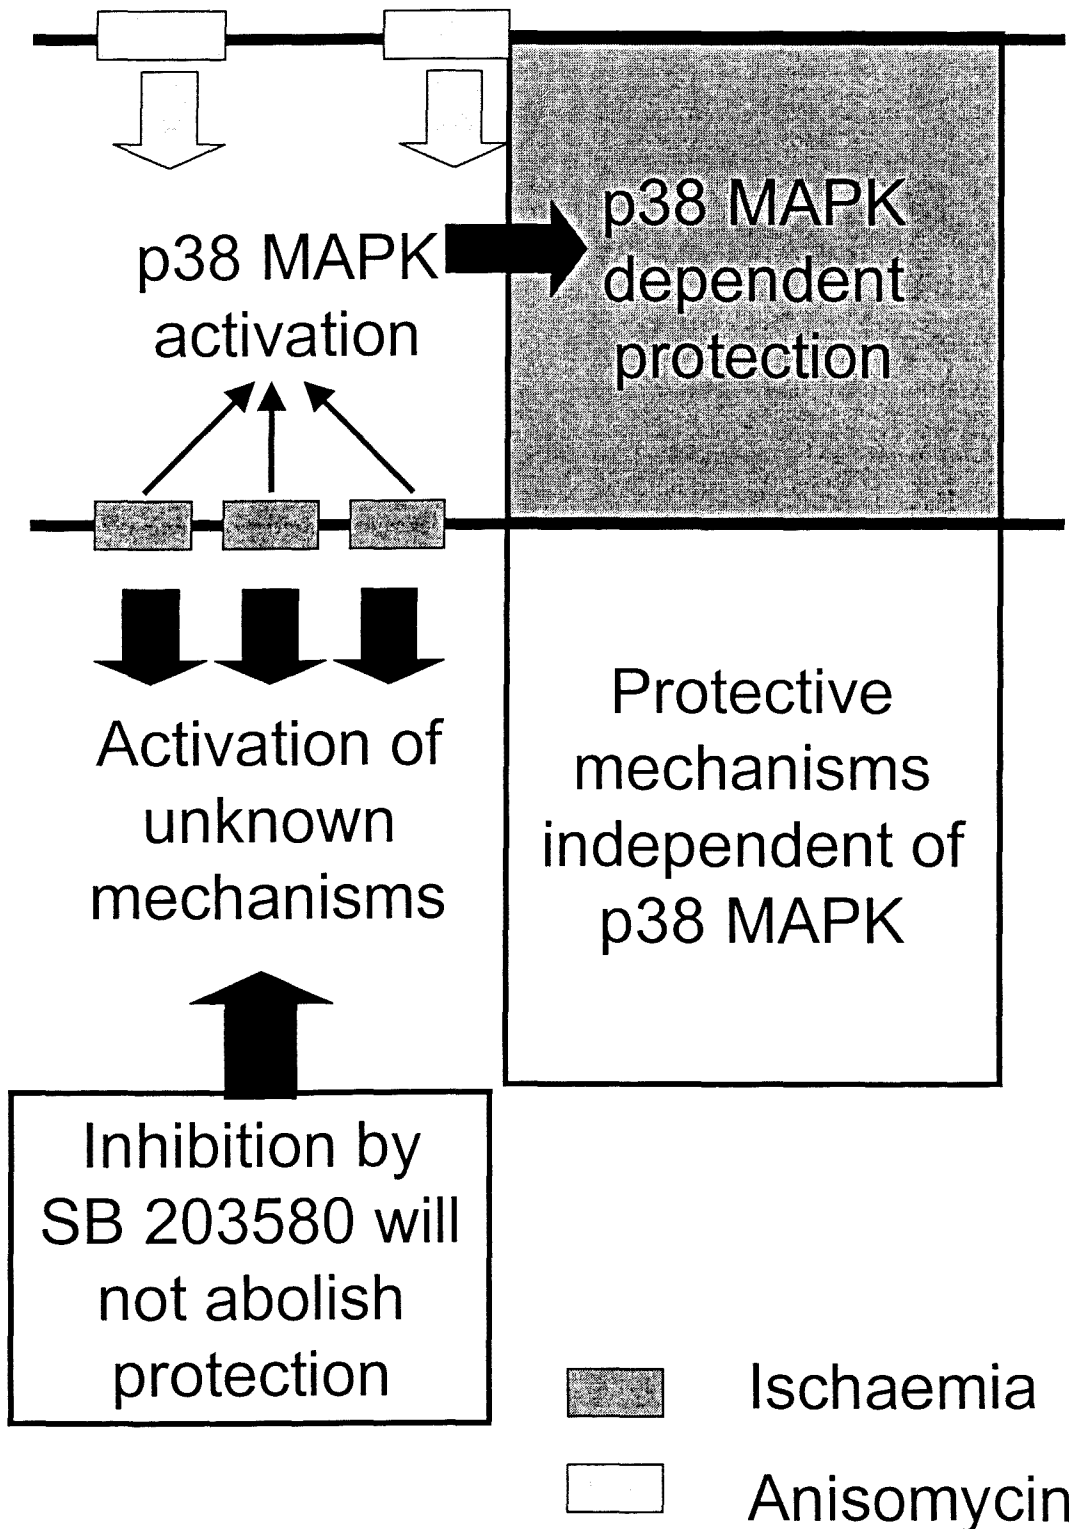 p38 MAPK
activation
p38 MAPK
dependent
protection
Activation of
unknown
mechanisms
Protective
mechanisms
independent of
p38 MAPK
Inhibition by
SB 203580 will
not abolish
protection
Ischaemia
Anisomycin